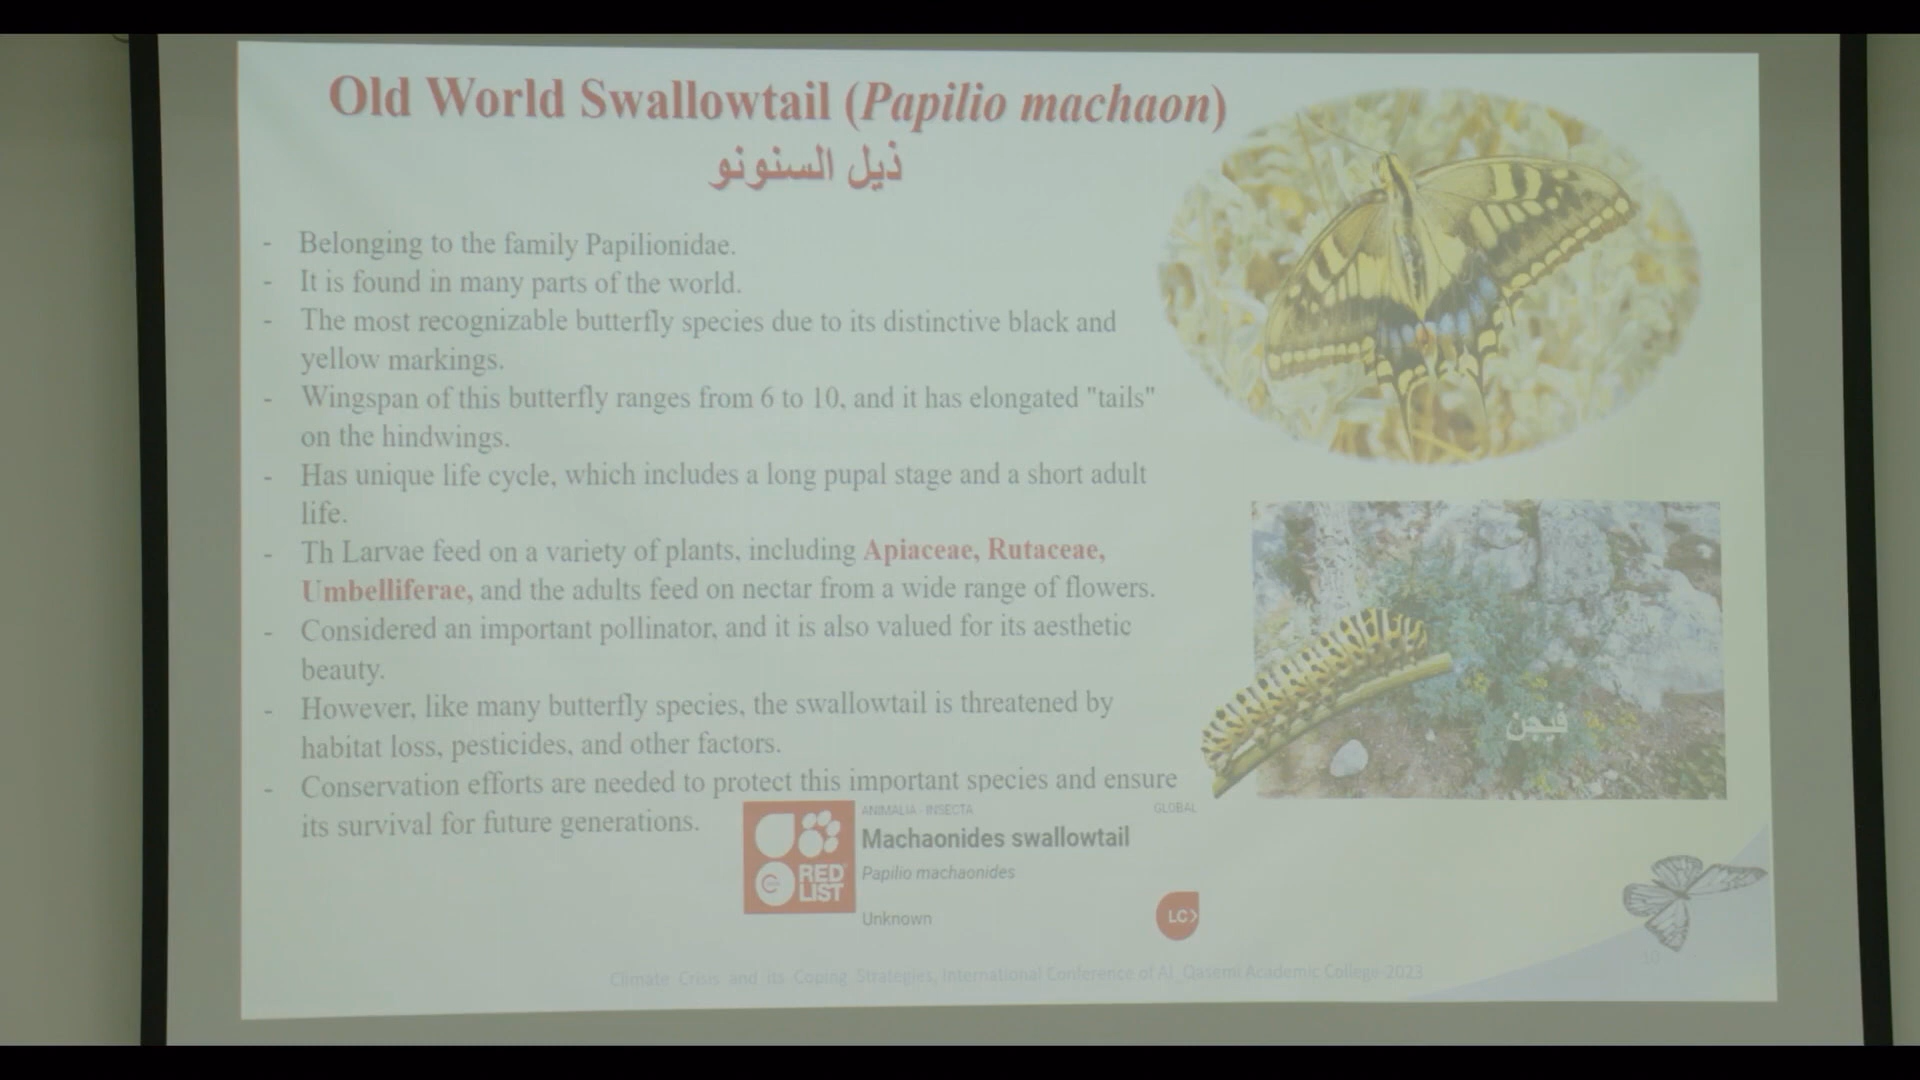 Old World Swallowtail (Papilio machaon)
ذيل السنونو
- Belonging to the family Papilionidae.
- It is found in many parts of the world.
- The most recognizable butterfly species due to its distinctive black and
yellow markings.
- Wingspan of this butterfly ranges from 6 to 10, and it has elongated "tails"
on the hindwings.
- Has unique life cycle, which includes a long pupal stage and a short adult
life.
- Th Larvae feed on a variety of plants, including Apiaceae, Rutaceae,
Umbelliferae, and the adults feed on nectar from a wide range of flowers.
- Considered an important pollinator, and it is also valued for its aesthetic
beauty.
- However, like many butterfly species, the swallowtail is threatened by
habitat loss, pesticides, and other factors.
- Conservation efforts are needed to protect this important species and ensure
its survival for future generations.
فيجن
RED
LIST
ANIMALIA - INSECTA
GLOBAL
Machaonides swallowtail
Papilio machaonides
Unknown
LC
Climate Crisis and its Coping Strategies, International Conference of Al_Qasemi Academic College-2023
10